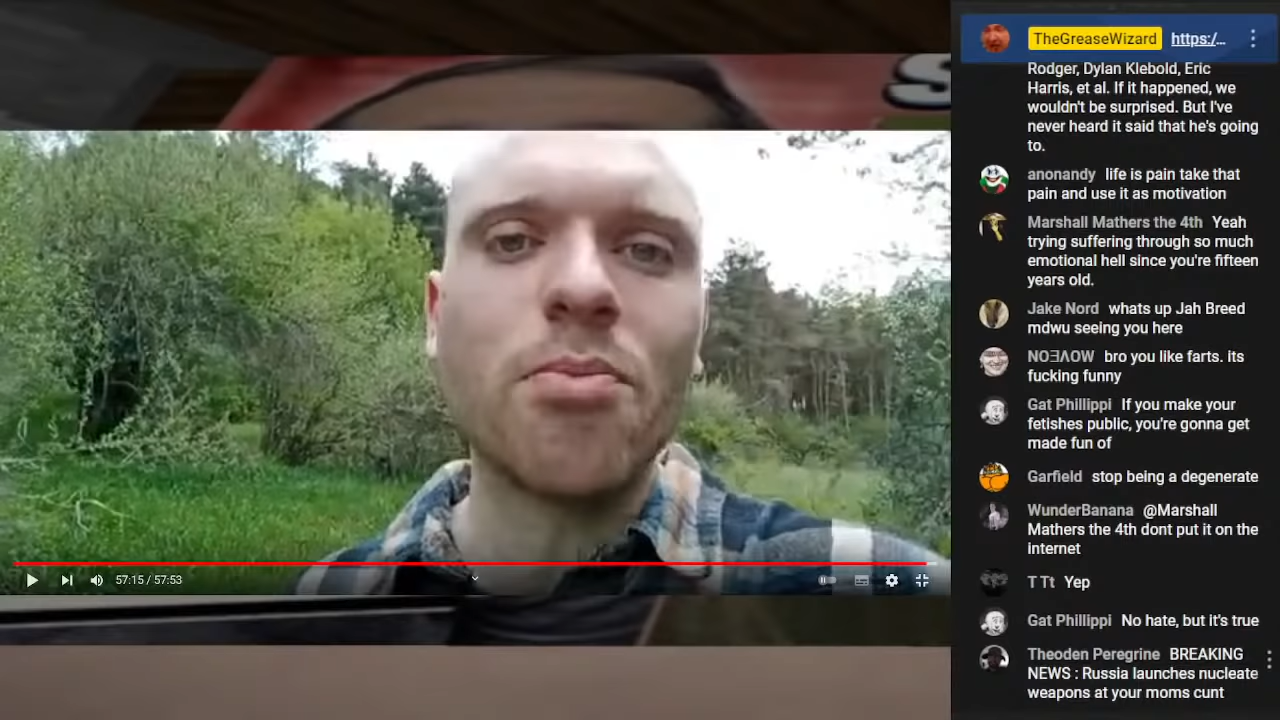 S
TheGreaseWizard https:/...
Rodger, Dylan Klebold, Eric
Harris, et al. If it happened, we
wouldn't be surprised. But I've
never heard it said that he's going
to.
anonandy life is pain take that
pain and use it as motivation
Marshall Mathers the 4th Yeah
trying suffering through so much
emotional hell since you're fifteen
years old.
Jake Nord whats up Jah Breed
mdwu seeing you here
NOƎΛOW bro you like farts. its
fucking funny
Gat Phillippi If you make your
fetishes public, you're gonna get
made fun of
Garfield stop being a degenerate
WunderBanana @Marshall
Mathers the 4th dont put it on the
internet
T Tt Yep
Gat Phillippi No hate, but it's true
Theoden Peregrine BREAKING
NEWS : Russia launches nucleate
weapons at your moms cunt
57:15 / 57:53